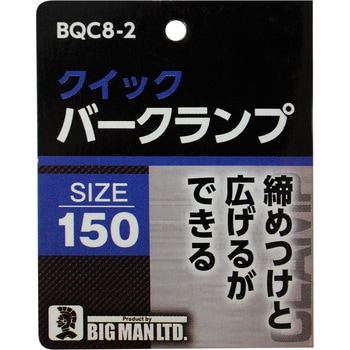 BQC8-2
クイック
バークランプ
SIZE
150
締めつけと
広げるが
できる
CLAMP
Product by
BIG MAN LTD.